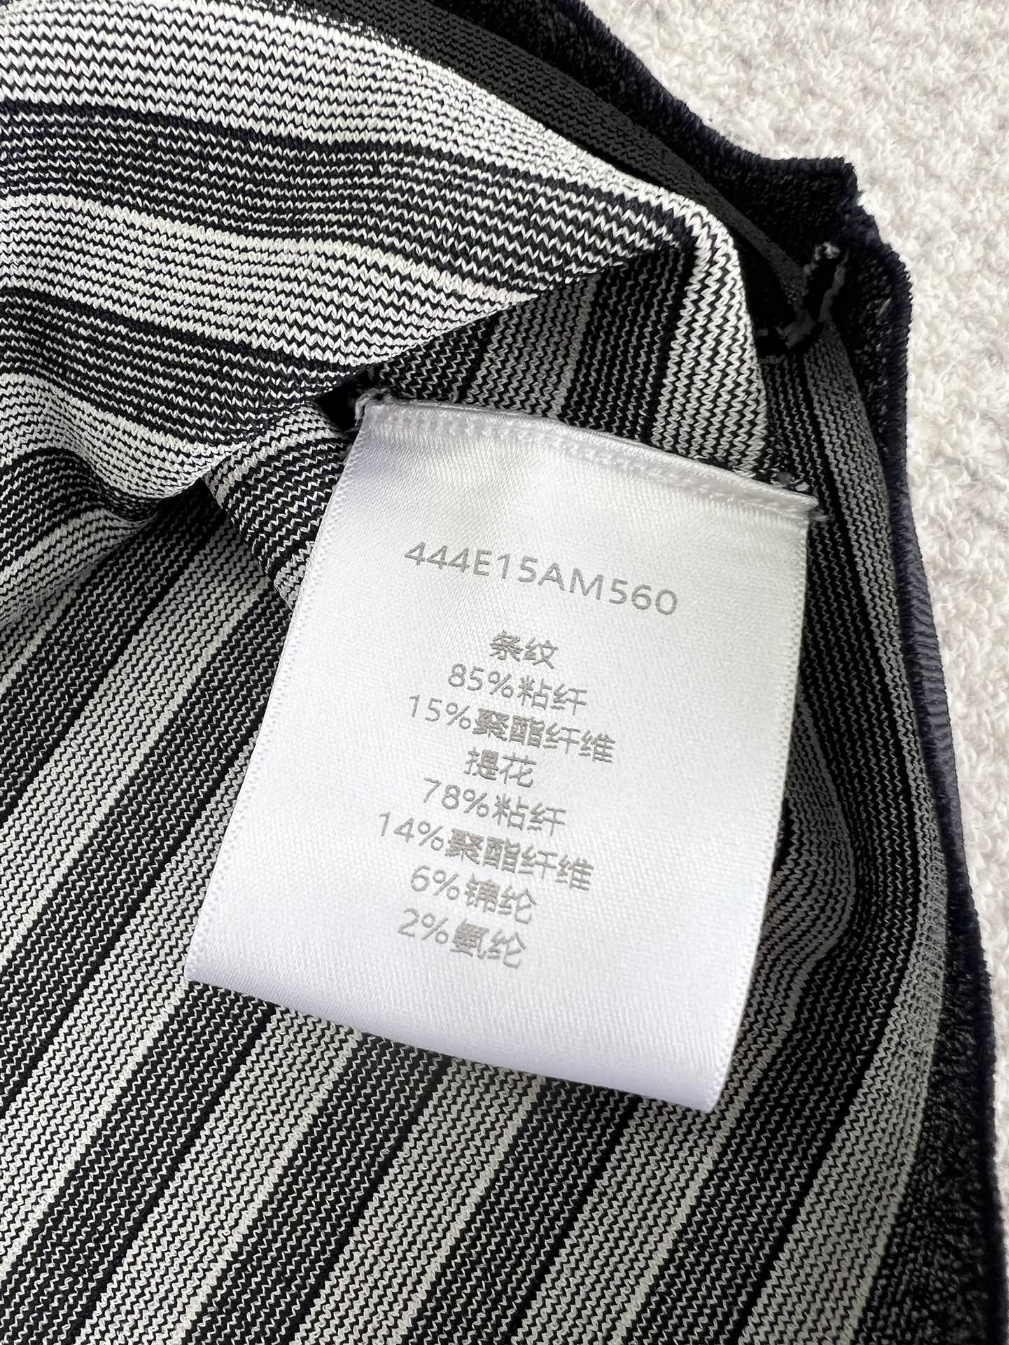 444E15AM560
条纹
85%粘纤
15%聚酯纤维
提花
78%粘纤
14%聚酯纤维
6%锦纶
2%氨纶